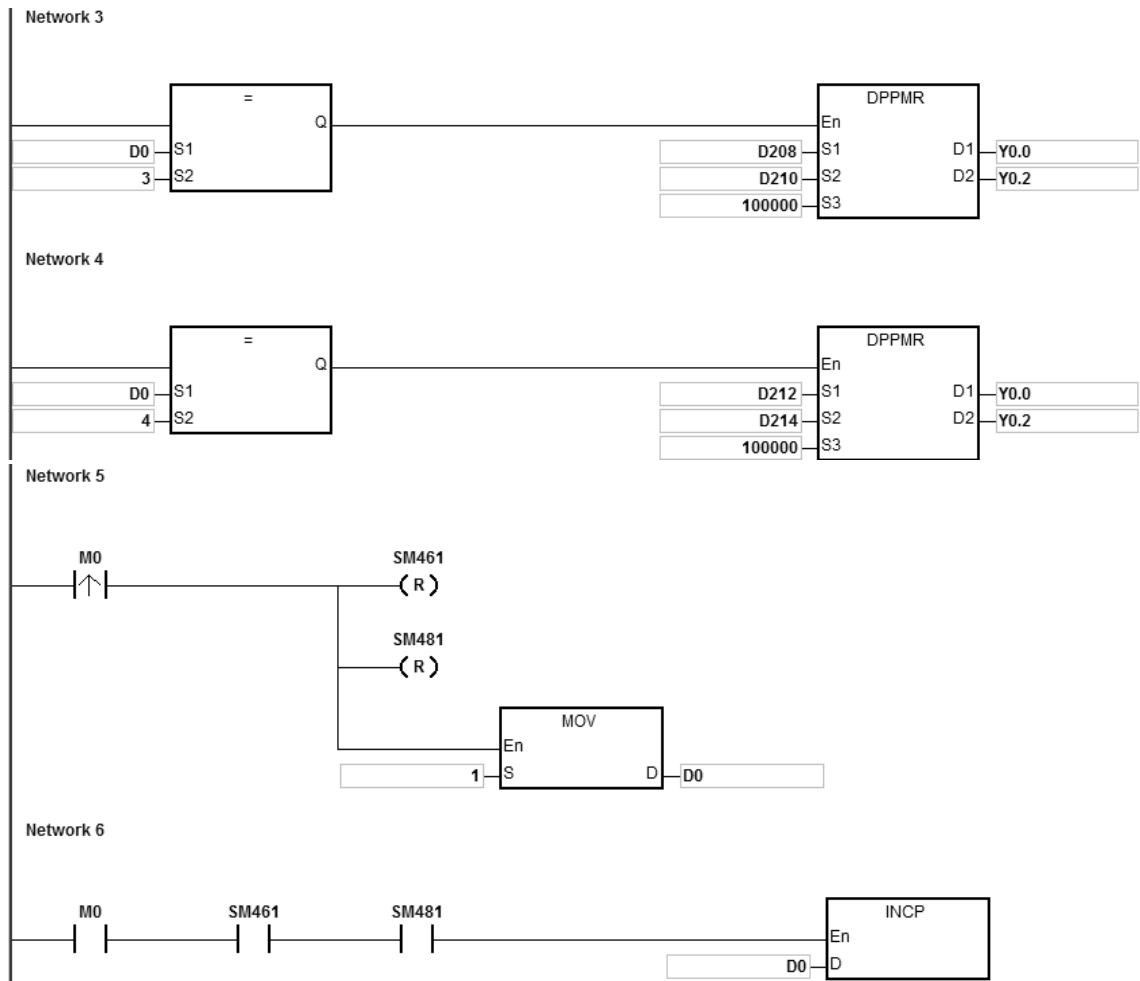 Network 3
=
DPPMR
Q
En
D0 S1
D208 S1 D1 Y0.0
3 S2
D210 S2 D2 Y0.2
100000 S3
Network 4
=
DPPMR
Q
En
D0 S1
D212 S1 D1 Y0.0
4 S2
D214 S2 D2 Y0.2
100000 S3
Network 5
M0 SM461
R
SM481
R
MOV
En
1 S D D0
Network 6
M0 SM461 SM481
INCP
En
D0 D